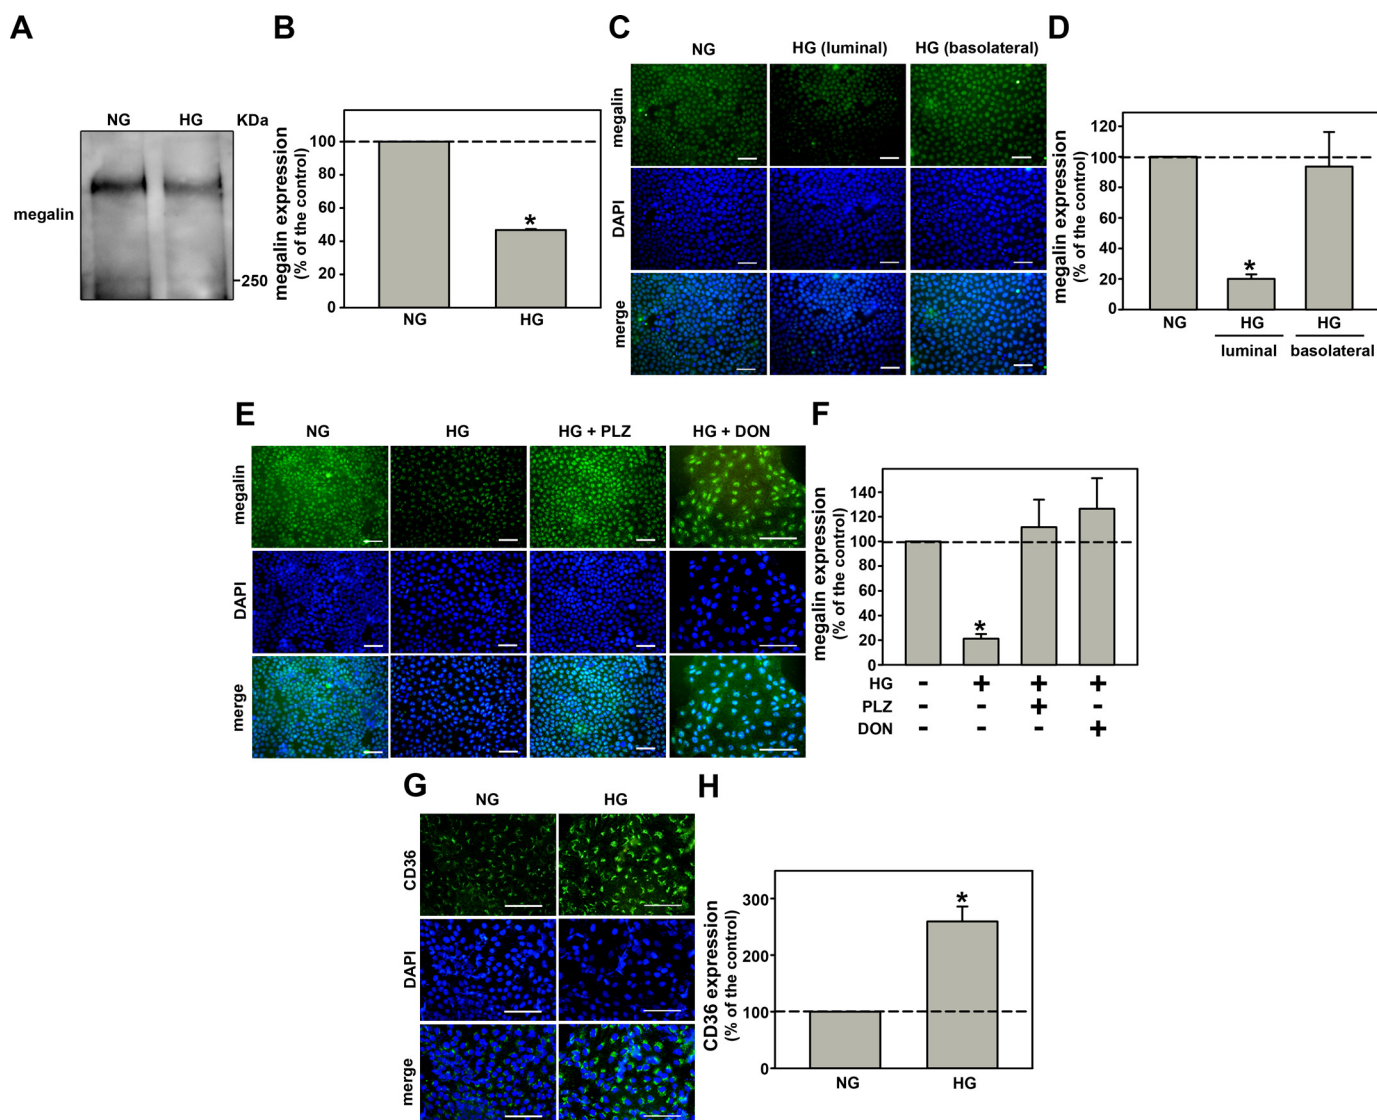 A
NG HG KDa
megalin
250
B
megalin expression
(% of the control)
100
80
60
40
20
0
*
NG HG
C
NG HG (luminal) HG (basolateral)
megalin
DAPI
merge
D
megalin expression
(% of the control)
120
100
80
60
40
20
0
*
NG HG HG
luminal basolateral
E
NG HG HG + PLZ HG + DON
megalin
DAPI
merge
F
megalin expression
(% of the control)
140
120
100
80
60
40
20
0
*
HG - + + +
PLZ - - + -
DON - - - +
G
NG HG
CD36
DAPI
merge
H
CD36 expression
(% of the control)
300
200
100
0
*
NG HG